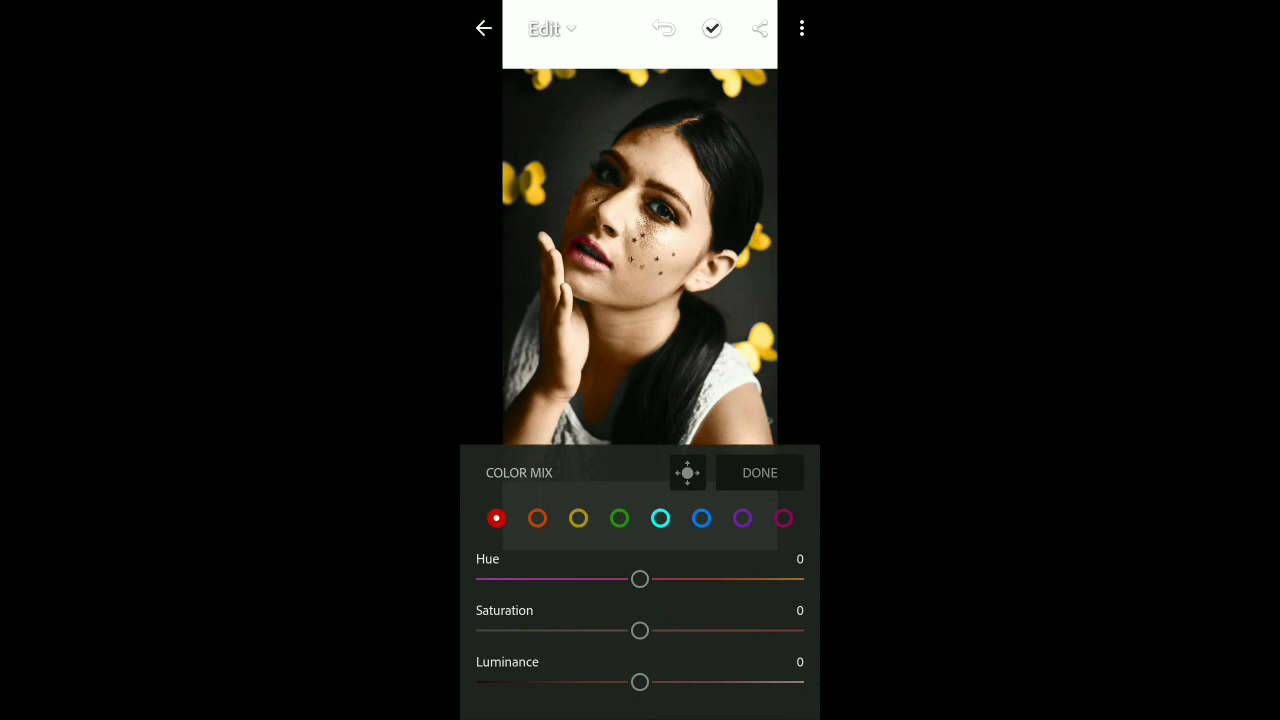 Edit
COLOR MIX DONE
Hue 0
Saturation 0
Luminance 0